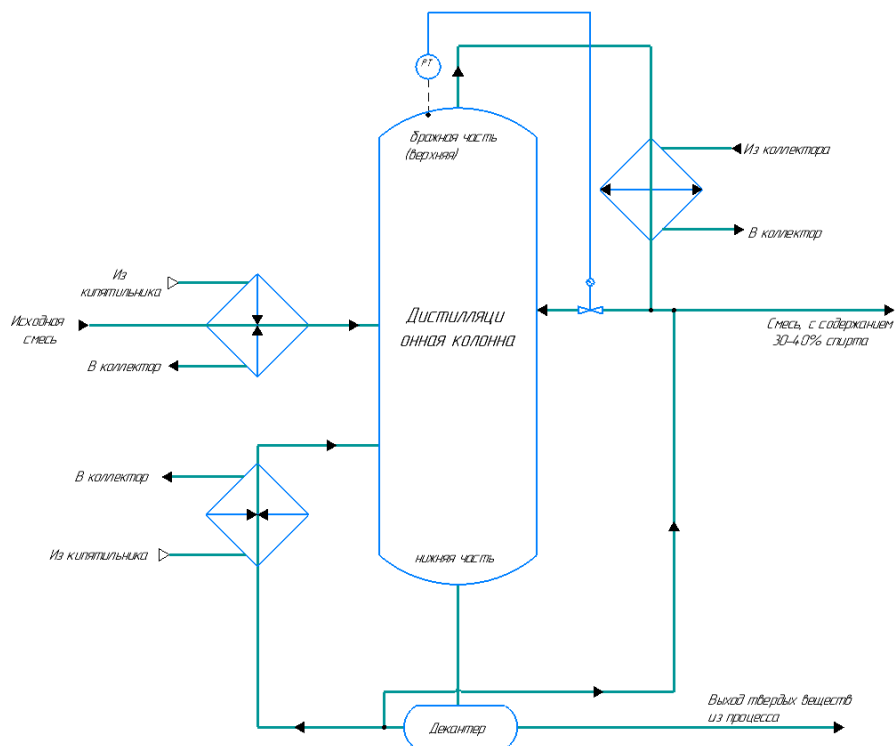 PT
бражная часть
(верхняя)
Из коллектора
В коллектор
Из
кипятильника
Исходная
смесь
В коллектор
Дистилляци
онная колонна
Смесь, с содержанием
30-40% спирта
В коллектор
Из кипятильника
нижняя часть
Декантер
Выход твердых веществ
из процесса